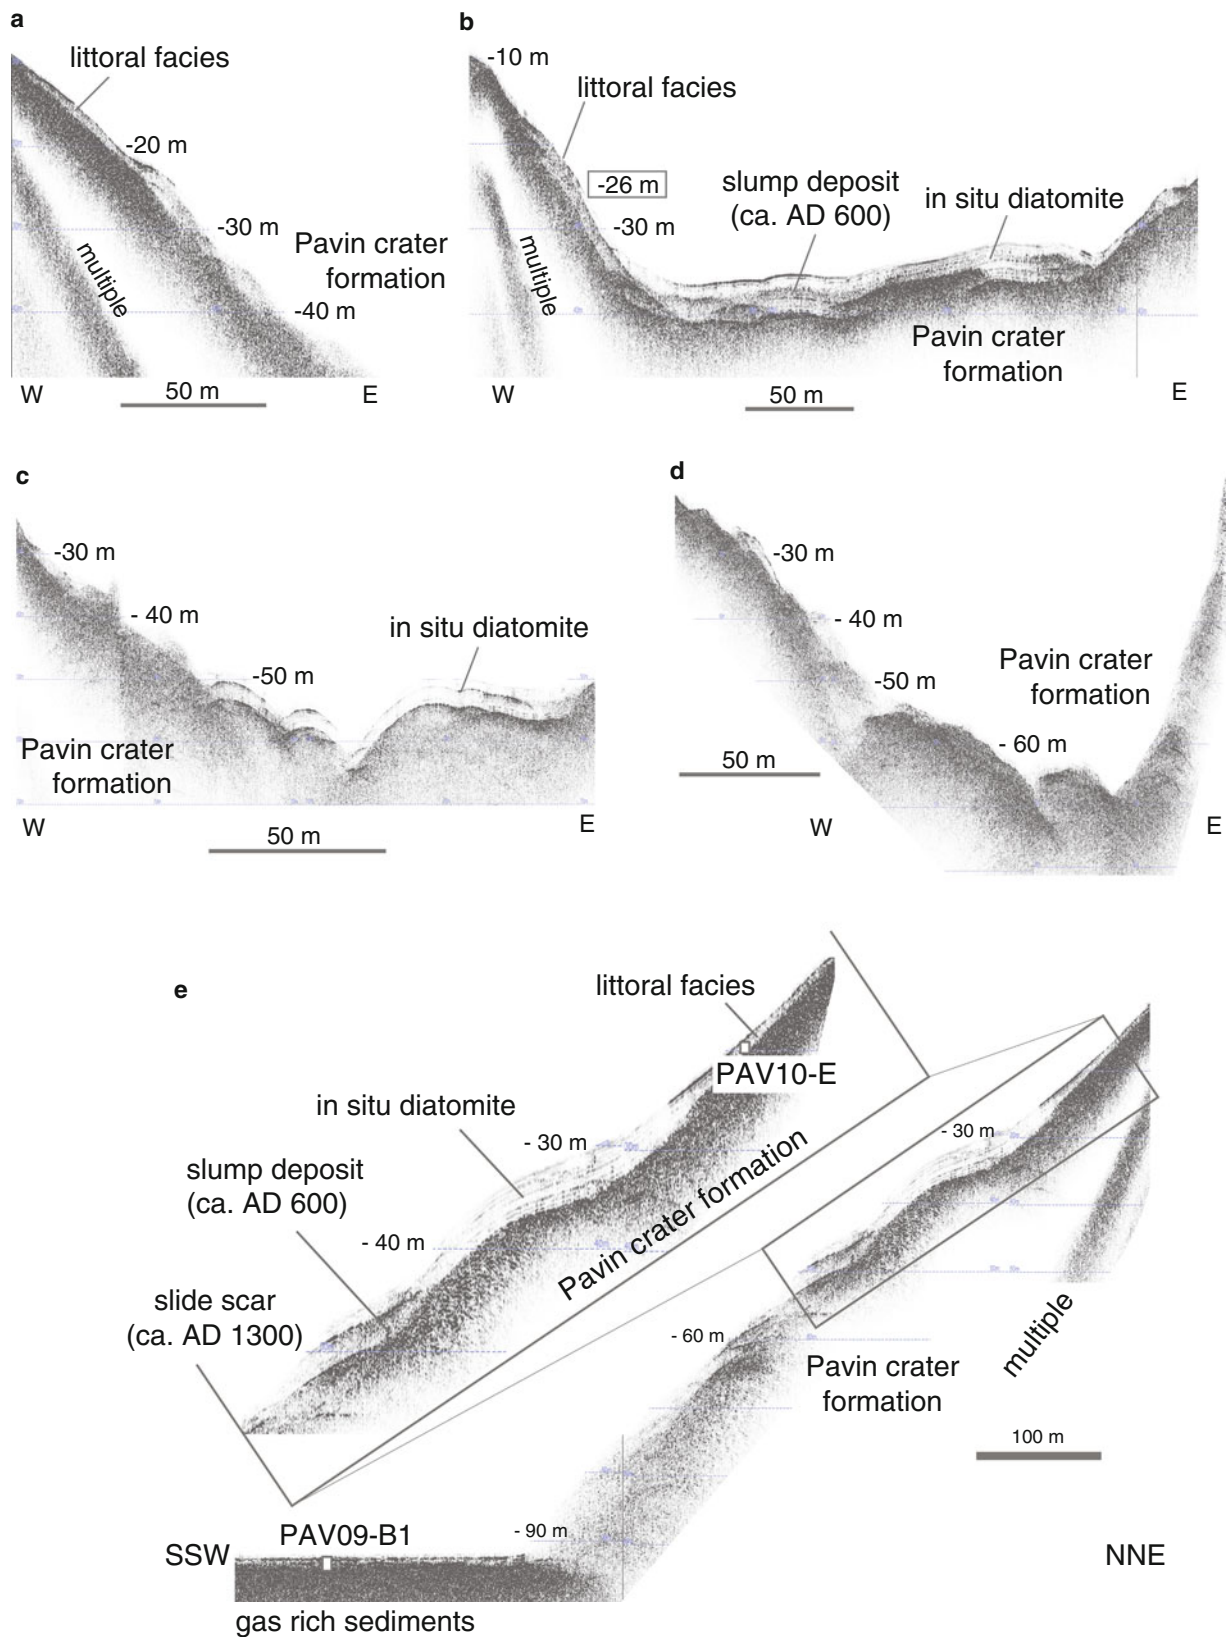 a
littoral facies
-20 m
-30 m
Pavin crater
formation
multiple
-40 m
W
50 m
E
b
-10 m
littoral facies
-26 m
slump deposit
(ca. AD 600)
in situ diatomite
-30 m
multiple
Pavin crater
formation
W
50 m
E
c
-30 m
- 40 m
in situ diatomite
-50 m
Pavin crater
formation
W
50 m
E
d
-30 m
- 40 m
Pavin crater
formation
-50 m
- 60 m
50 m
W
E
e
littoral facies
PAV10-E
in situ diatomite
- 30 m
slump deposit
(ca. AD 600)
- 40 m
Pavin crater formation
slide scar
(ca. AD 1300)
- 30 m
- 60 m
multiple
Pavin crater
formation
100 m
PAV09-B1
- 90 m
SSW
NNE
gas rich sediments